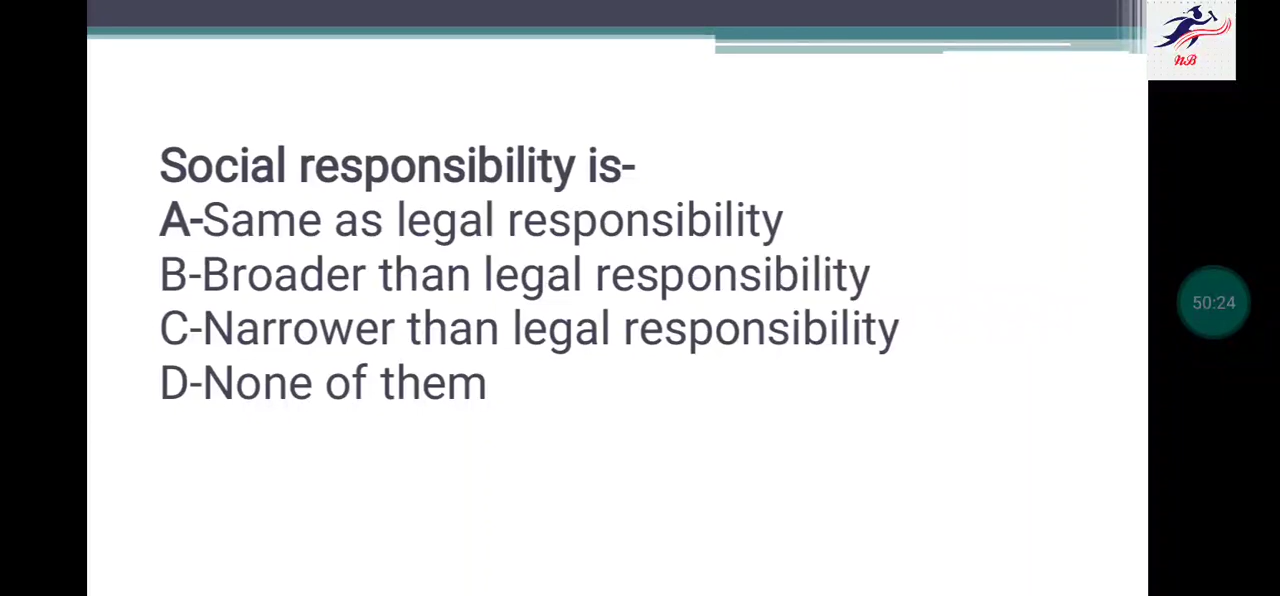 NB
Social responsibility is-
A-Same as legal responsibility
B-Broader than legal responsibility
C-Narrower than legal responsibility
D-None of them
50:24